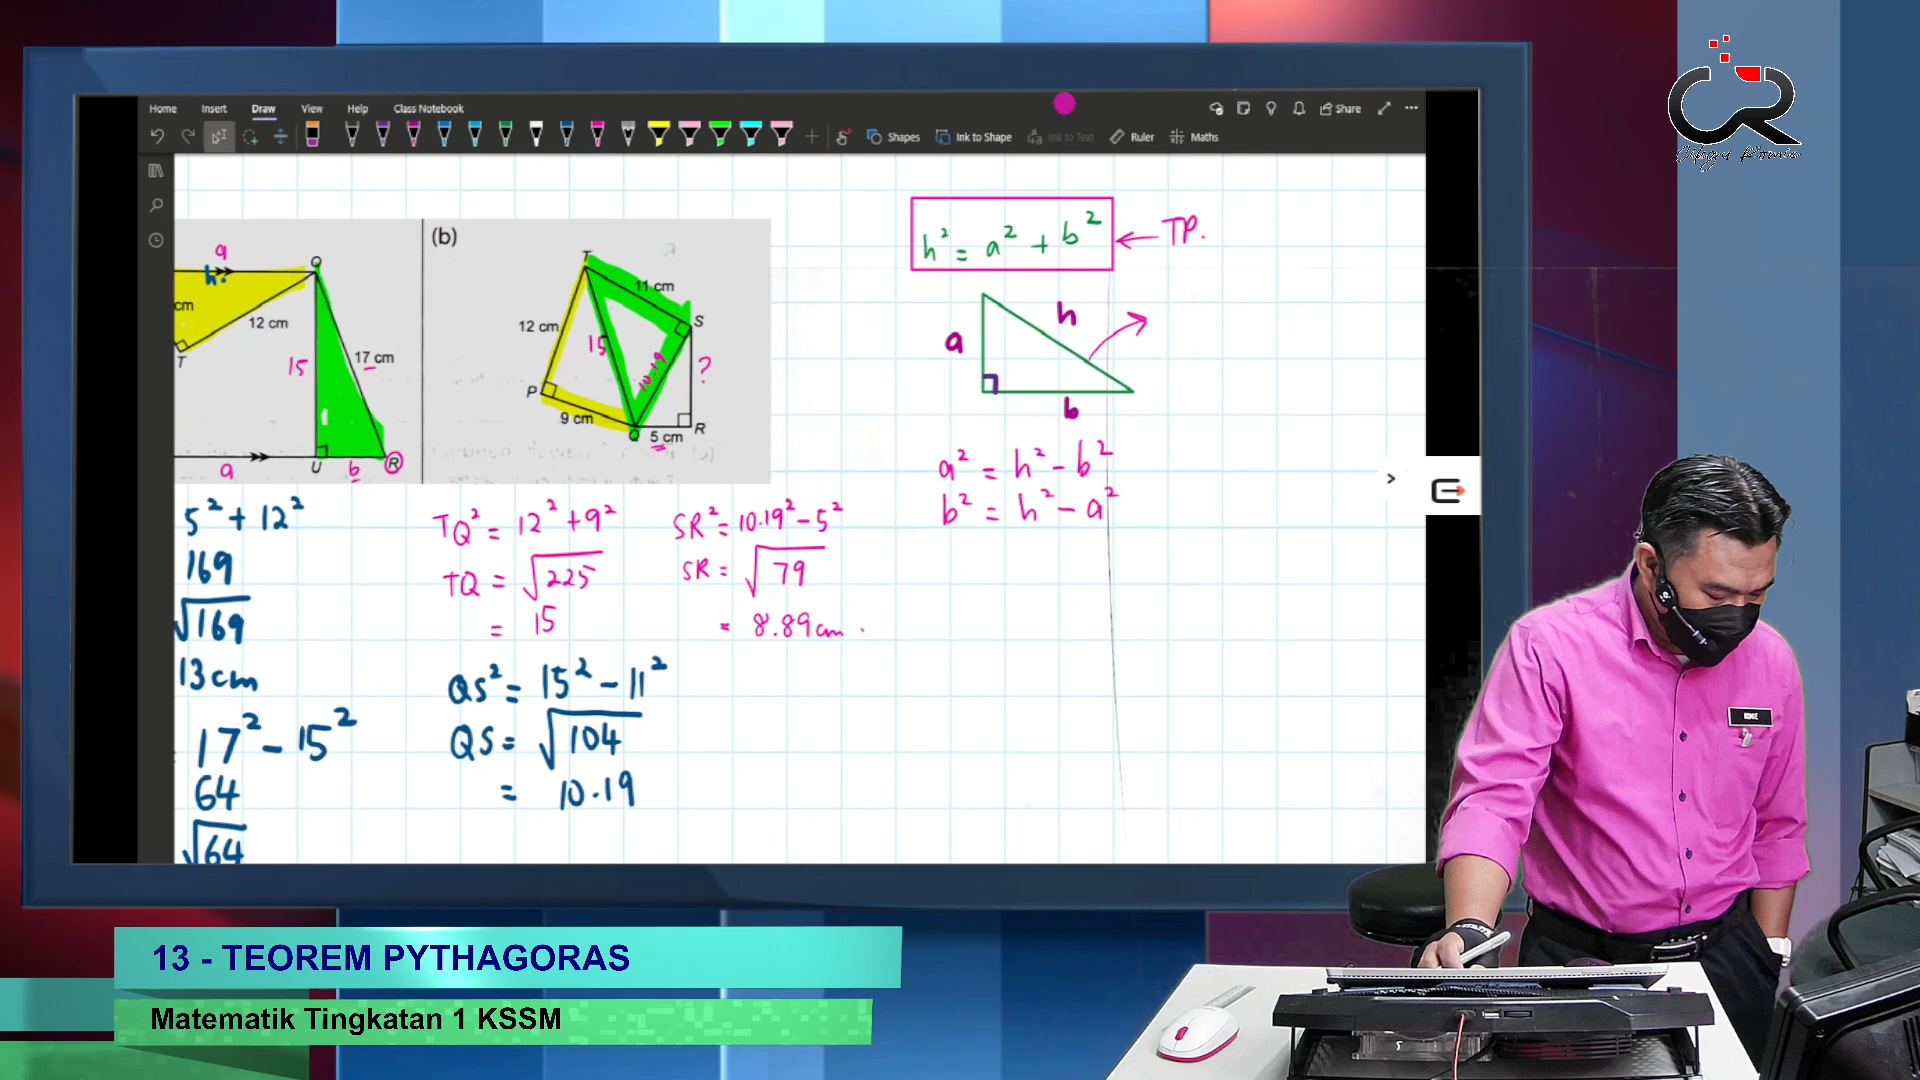 Home Insert Draw View Help Class Notebook
Share
Shapes Ink to Shape Ink to Text Ruler Maths
(b)
a
h?
Q
cm
12 cm
T
15
17 cm
a
U
b
R
T
11 cm
12 cm
15
10.19
S
?
P
9 cm
Q
5 cm
R
h² = a² + b² ← TP.
a
h
b
a² = h² - b²
b² = h² - a²
5² + 12²
169
√169
13 cm
17² - 15²
64
√64
TQ² = 12² + 9²
TQ = √225
= 15
QS² = 15² - 11²
QS = √104
= 10.19
SR² = 10.19² - 5²
SR = √79
= 8.89 cm.
13 - TEOREM PYTHAGORAS
Matematik Tingkatan 1 KSSM